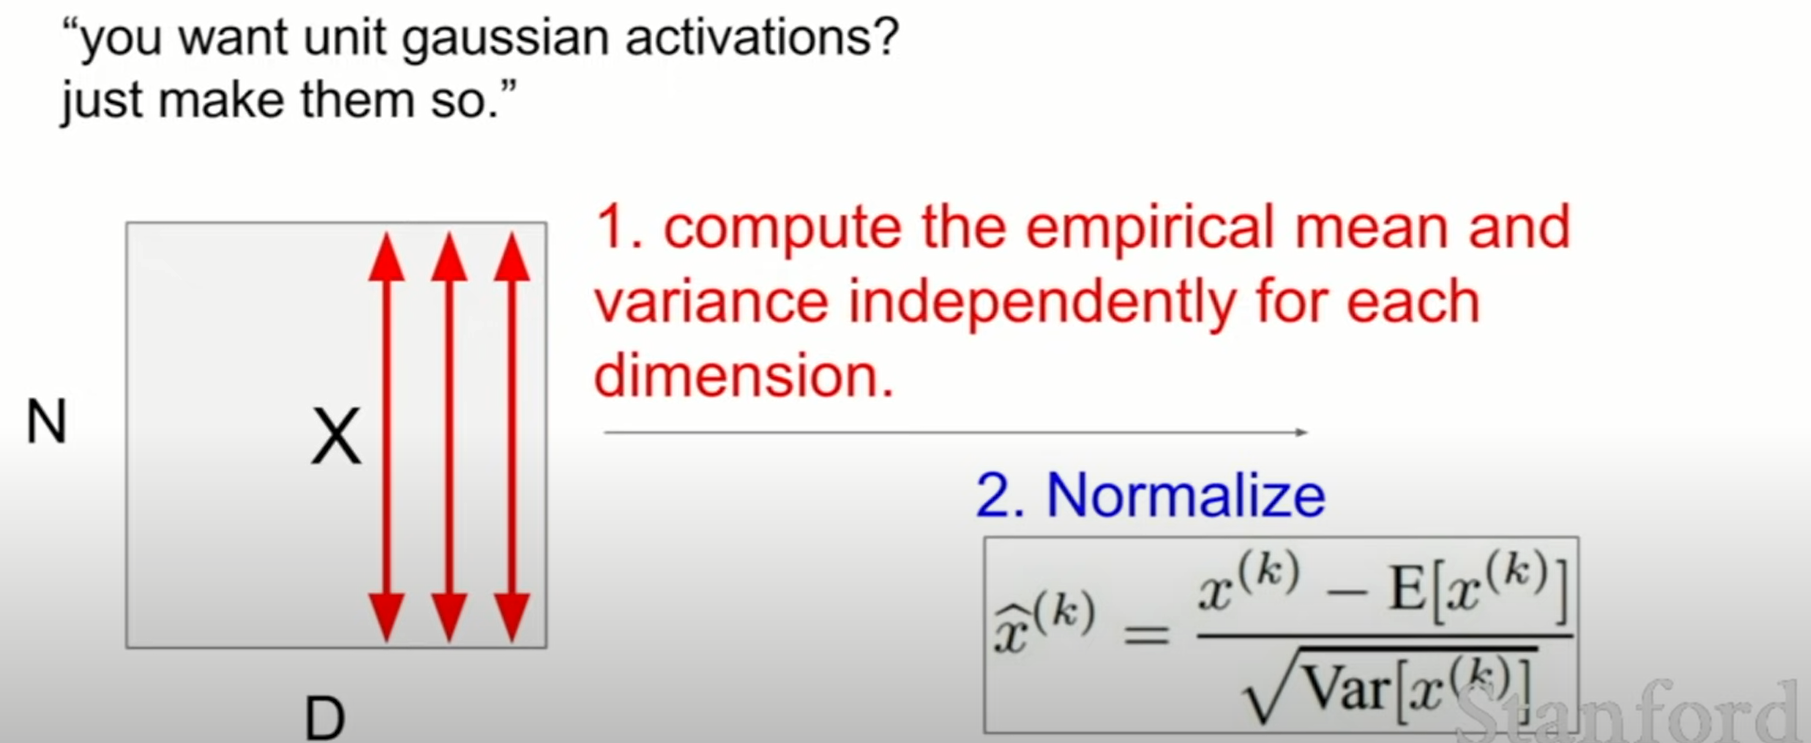 “you want unit gaussian activations?
just make them so.”
1. compute the empirical mean and
variance independently for each
dimension.
N
X
D
2. Normalize
x̂^(k) = (x^(k) − E[x^(k)]) / √Var[x^(k)]
Stanford